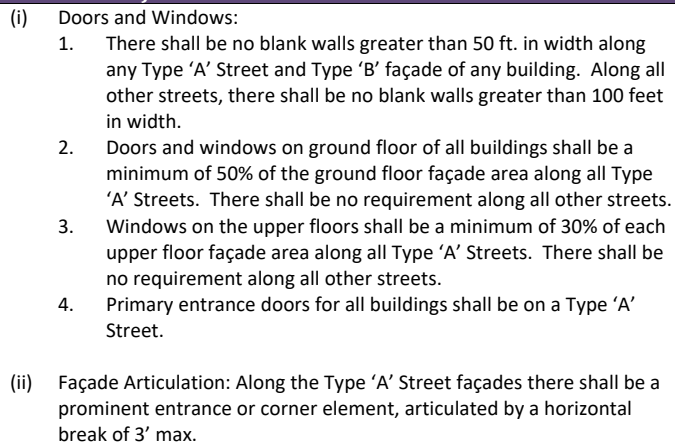 (i) Doors and Windows:
1. There shall be no blank walls greater than 50 ft. in width along
any Type ‘A’ Street and Type ‘B’ façade of any building.  Along all
other streets, there shall be no blank walls greater than 100 feet
in width.
2. Doors and windows on ground floor of all buildings shall be a
minimum of 50% of the ground floor façade area along all Type
‘A’ Streets.  There shall be no requirement along all other streets.
3. Windows on the upper floors shall be a minimum of 30% of each
upper floor façade area along all Type ‘A’ Streets.  There shall be
no requirement along all other streets.
4. Primary entrance doors for all buildings shall be on a Type ‘A’
Street.
(ii) Façade Articulation: Along the Type ‘A’ Street façades there shall be a
prominent entrance or corner element, articulated by a horizontal
break of 3’ max.